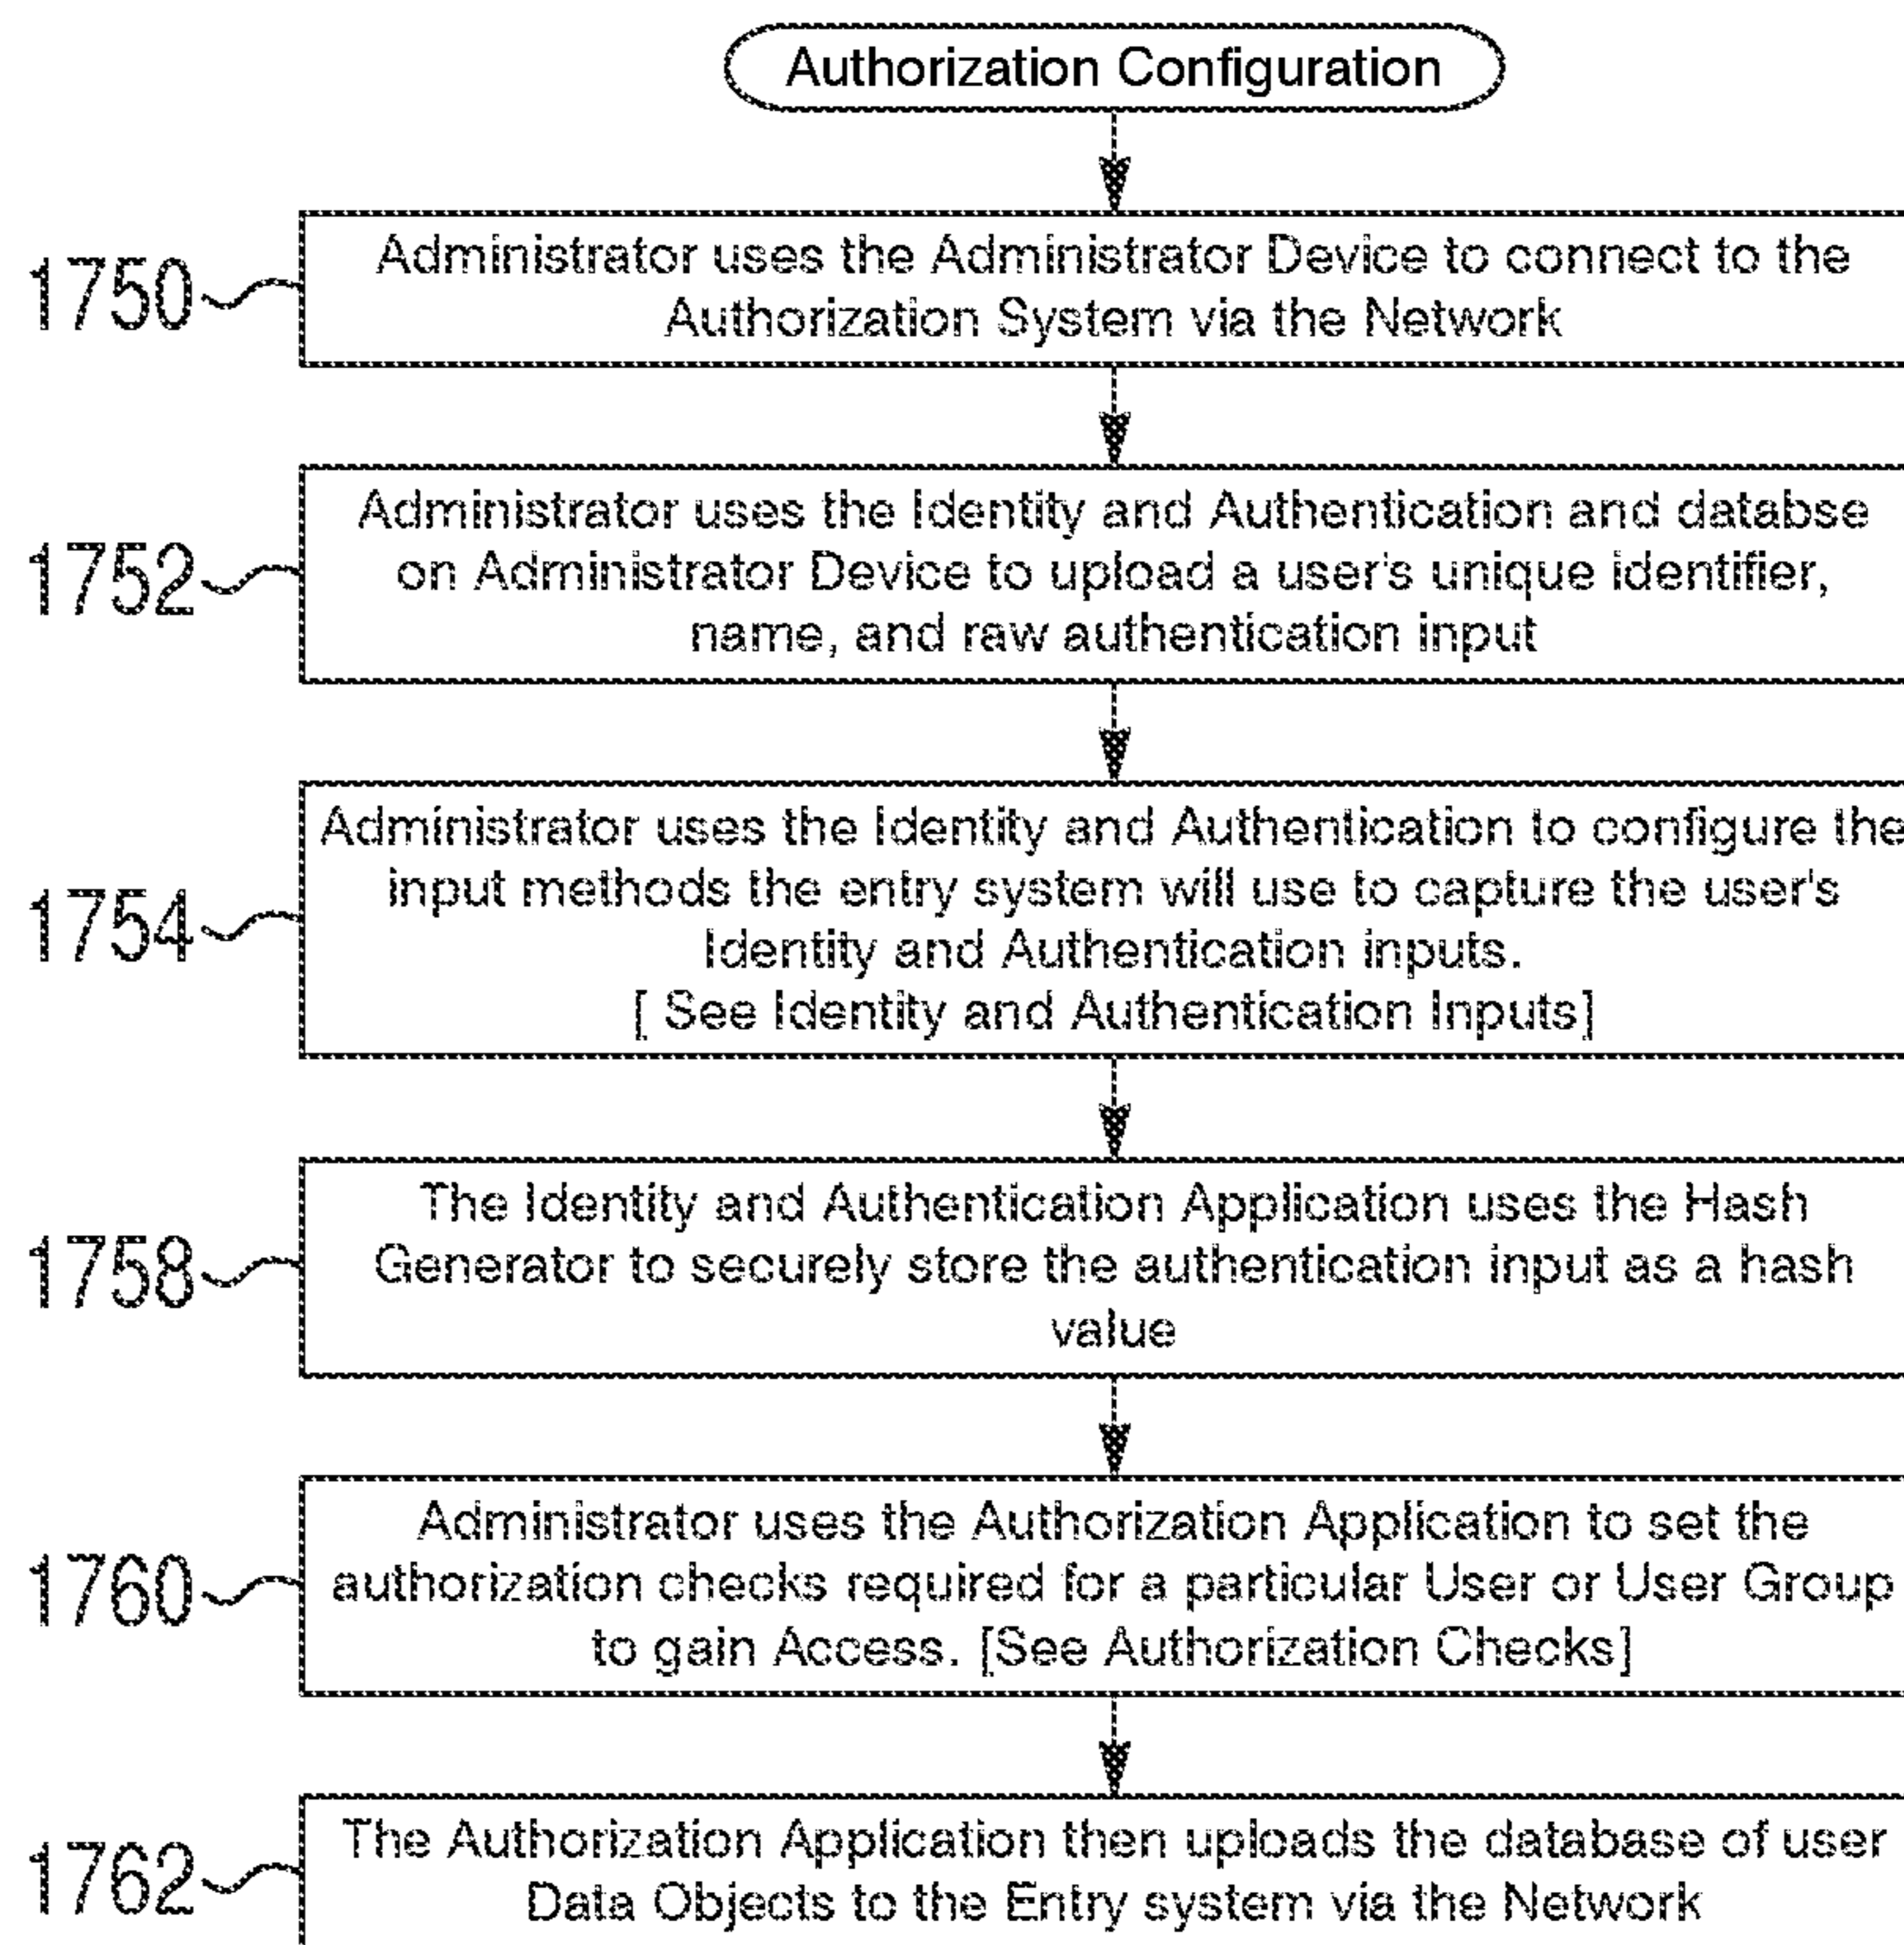 Authorization Configuration
1750
Administrator uses the Administrator Device to connect to the
Authorization System via the Network
1752
Administrator uses the Identity and Authentication and databse
on Administrator Device to upload a user's unique identifier,
name, and raw authentication input
1754
Administrator uses the Identity and Authentication to configure the
input methods the entry system will use to capture the user's
Identity and Authentication inputs.
[ See Identity and Authentication Inputs]
1758
The Identity and Authentication Application uses the Hash
Generator to securely store the authentication input as a hash
value
1760
Administrator uses the Authorization Application to set the
authorization checks required for a particular User or User Group
to gain Access. [See Authorization Checks]
1762
The Authorization Application then uploads the database of user
Data Objects to the Entry system via the Network